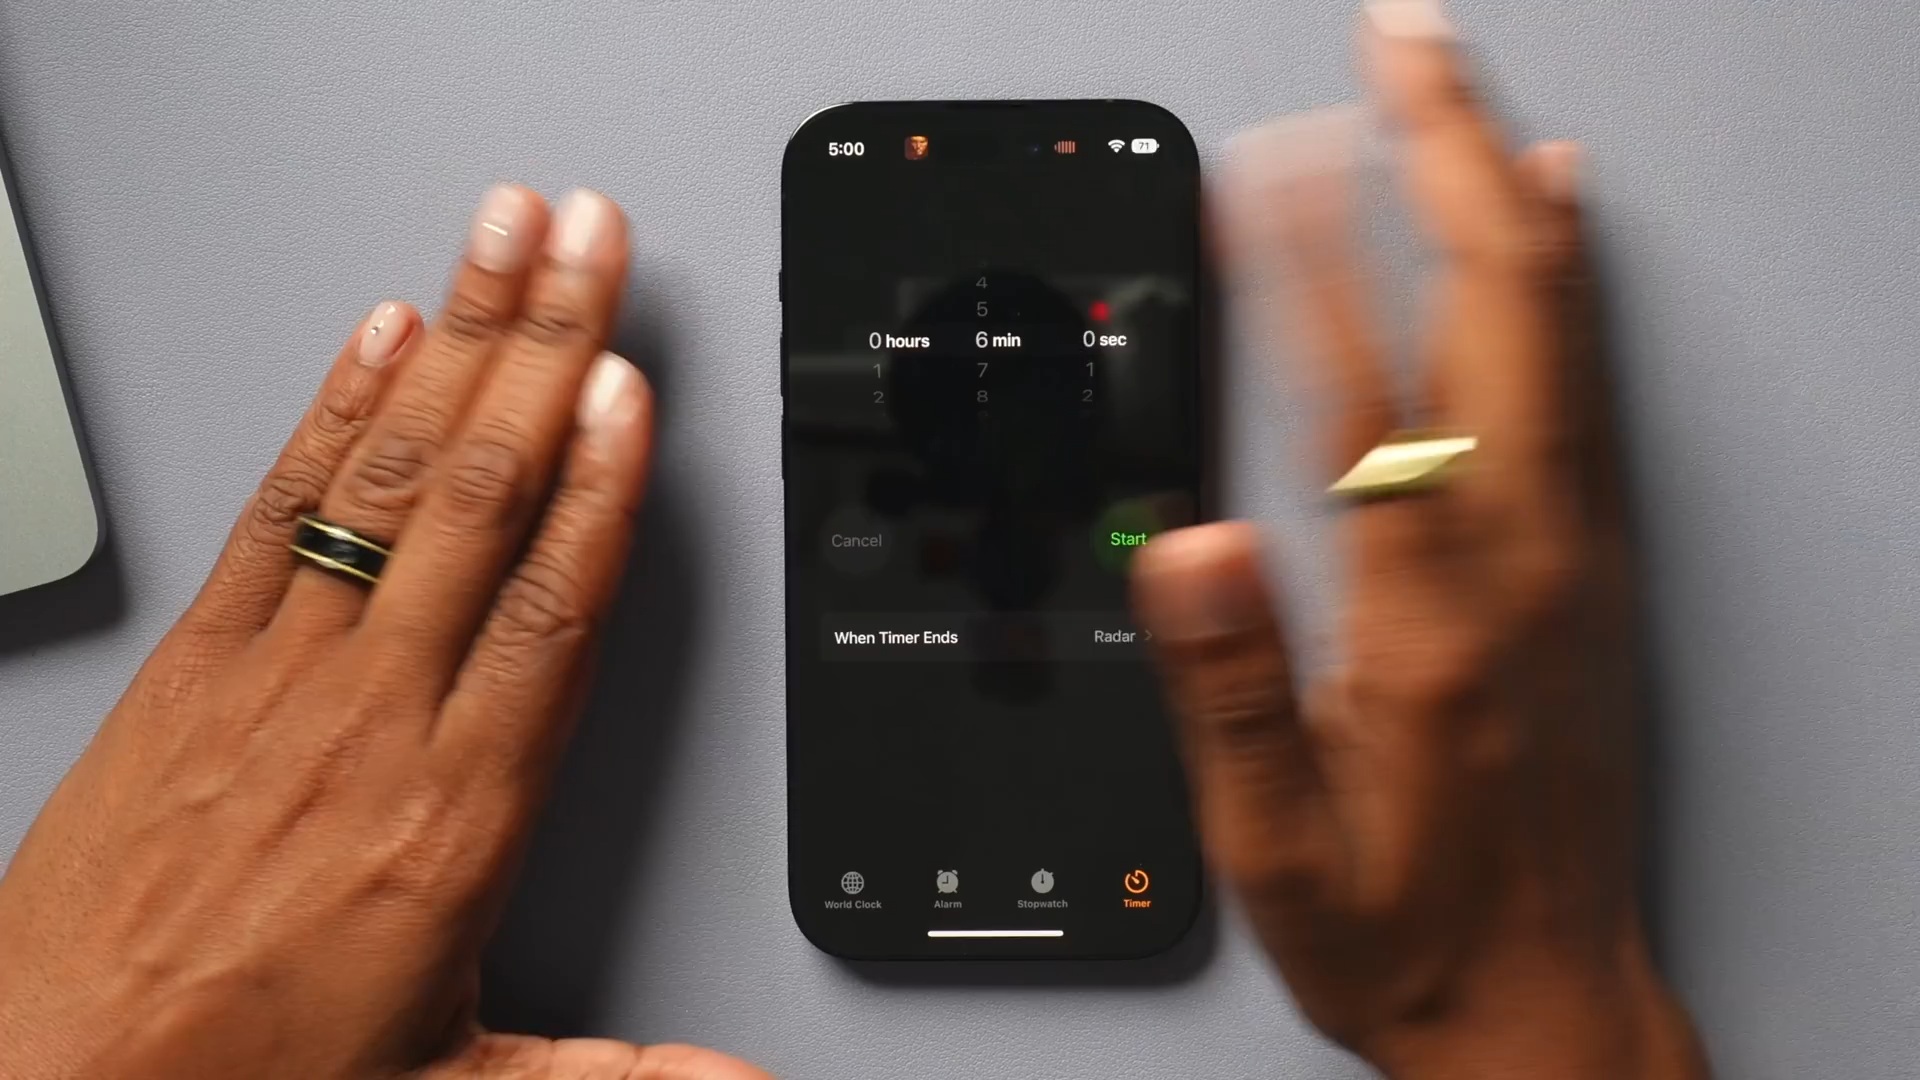 5:00
71
4
5
0 hours 6 min 0 sec
1 7 1
2 8 2
Cancel Start
When Timer Ends Radar
World Clock Alarm Stopwatch Timer